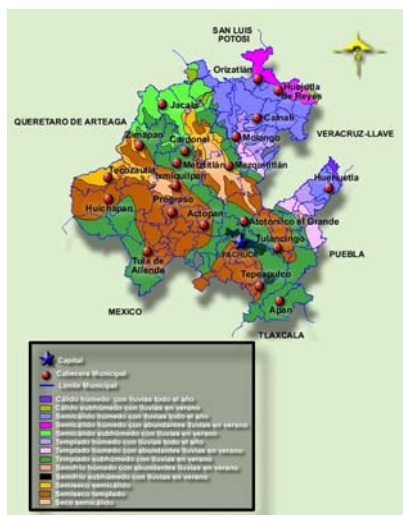 SAN LUIS
POTOSI
Orizatlán
Huejutla
de Reyes
Jacala
QUERETARO DE ARTEAGA
Calnali
VERACRUZ-LLAVE
Zimapan
Cardonal
Molango
Metztitlán
Mezquetitlán
Huehuetla
Tecozautla
Ixmiquilpan
Huichapan
Progreso
Actopan
Atotonilco el Grande
Tulancingo
PACHUCA
PUEBLA
Tula de
Allende
Tepeapulco
Apan
MEXICO
TLAXCALA
Capital
Cabecera Municipal
Límite Municipal
Cálido húmedo con lluvias todo el año
Cálido subhúmedo con lluvias en verano
Semicálido húmedo con lluvias todo el año
Semicálido húmedo con abundantes lluvias en verano
Semicálido subhúmedo con lluvias en verano
Templado húmedo con lluvias todo el año
Templado húmedo con abundantes lluvias en verano
Templado subhúmedo con lluvias en verano
Semifrío húmedo con abundantes lluvias en verano
Semifrío subhúmedo con lluvias en verano
Semiseco semicálido
Semiseco templado
Seco semicálido